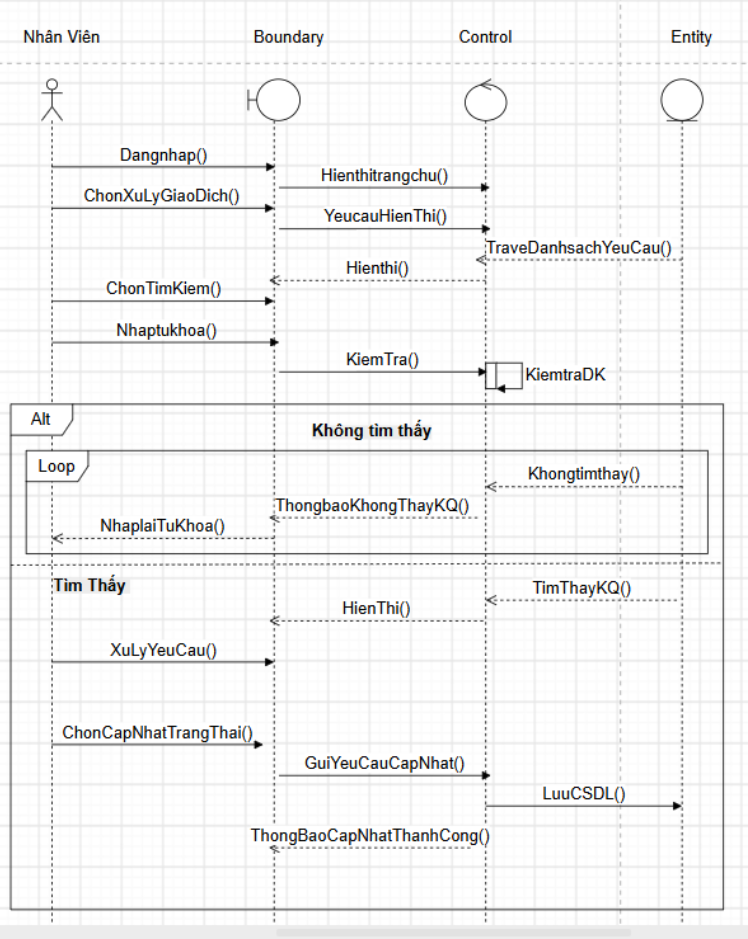 Nhân Viên
Boundary
Control
Entity
Dangnhap()
Hienthitrangchu()
ChonXuLyGiaoDich()
YeucauHienThi()
TraveDanhsachYeuCau()
Hienthi()
ChonTimKiem()
Nhaptukhoa()
KiemTra()
KiemtraDK
Alt
Không tìm thấy
Loop
Khongtimthay()
ThongbaoKhongThayKQ()
NhaplaiTuKhoa()
Tìm Thấy
TimThayKQ()
HienThi()
XuLyYeuCau()
ChonCapNhatTrangThai()
GuiYeuCauCapNhat()
LuuCSDL()
ThongBaoCapNhatThanhCong()